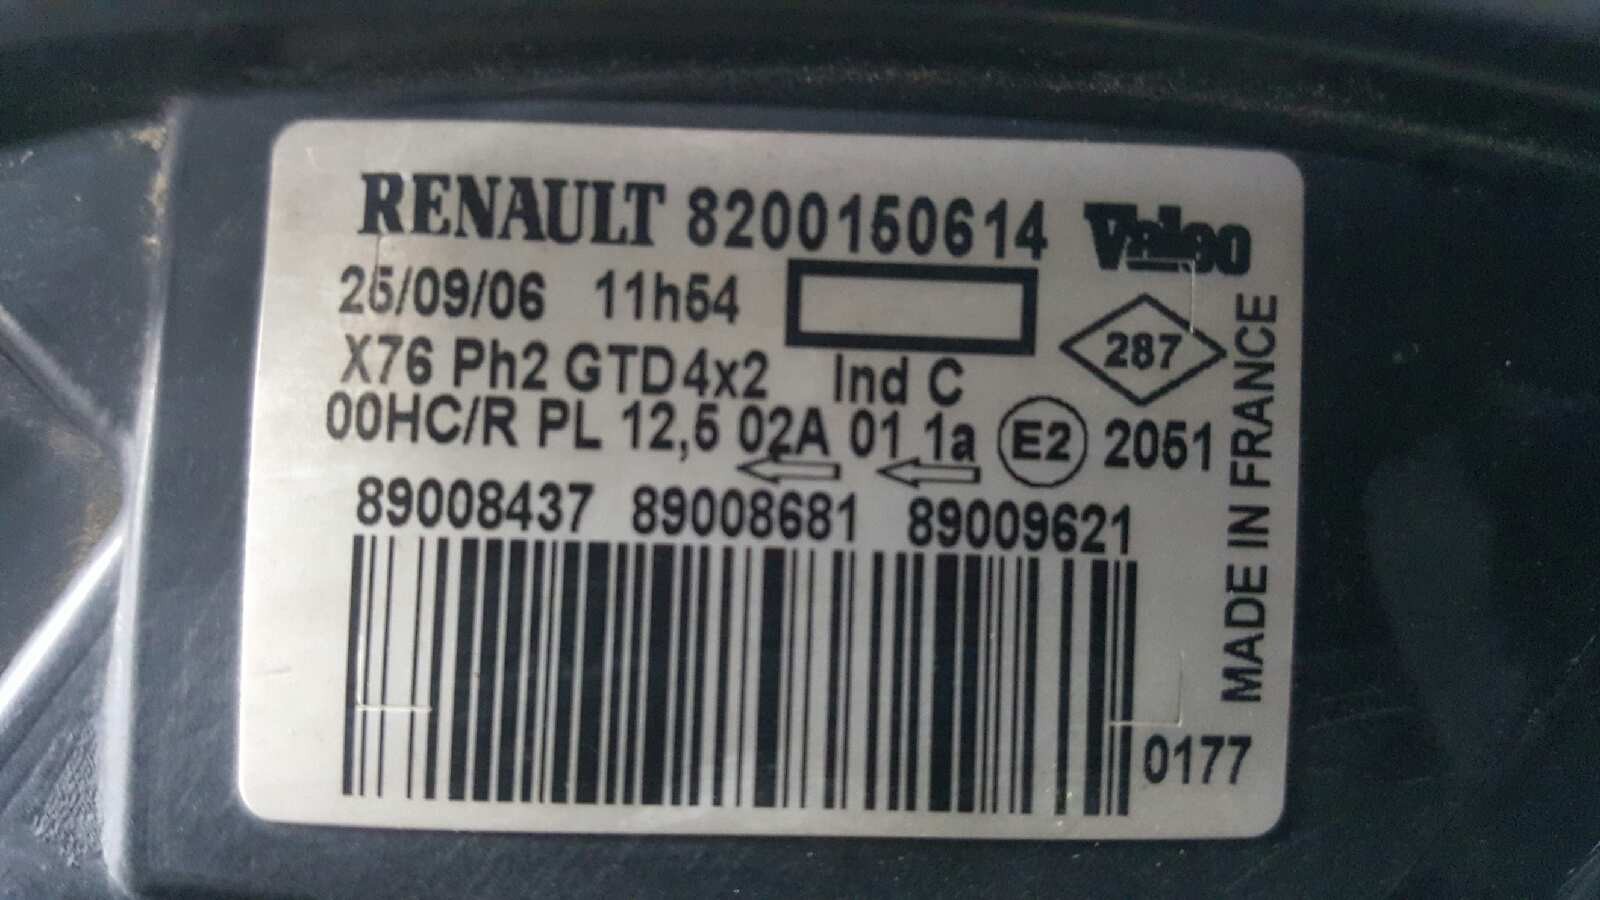 RENAULT 8200150614 Valeo
25/09/06 11h54
X76 Ph2 GTD4x2 Ind C
287
00HC/R PL 12,5 02A 01 1a E2 2051
89008437 89008681 89009621
MADE IN FRANCE
0177